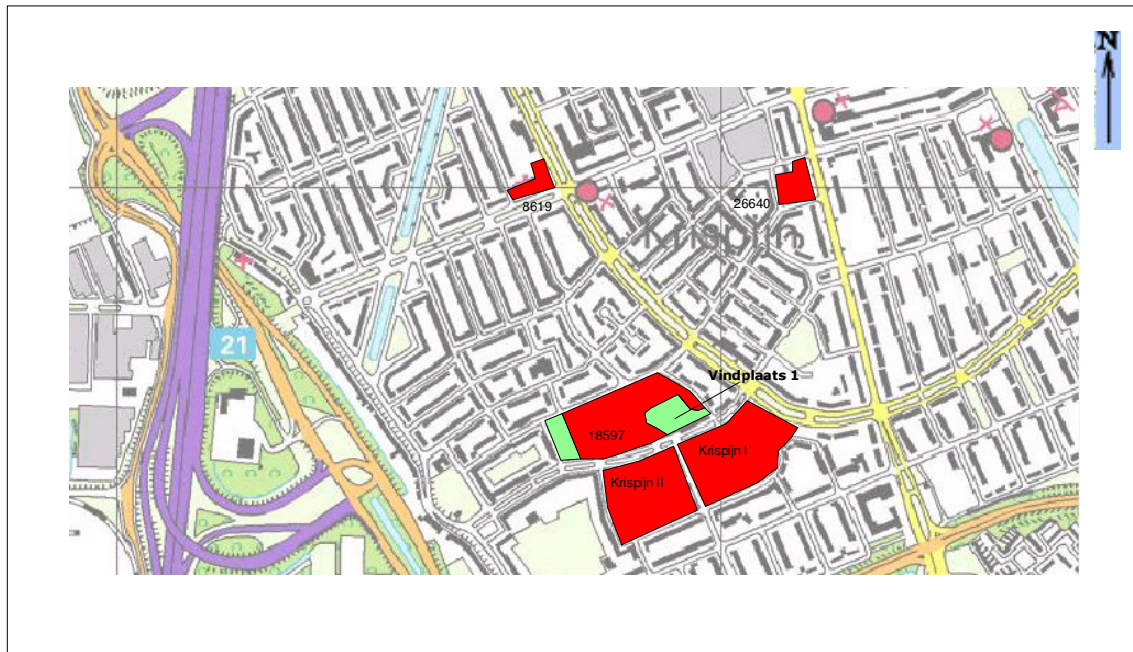 N
8619
26640
Krispijn
21
Vindplaats 1
18597
Krispijn I
Krispijn II